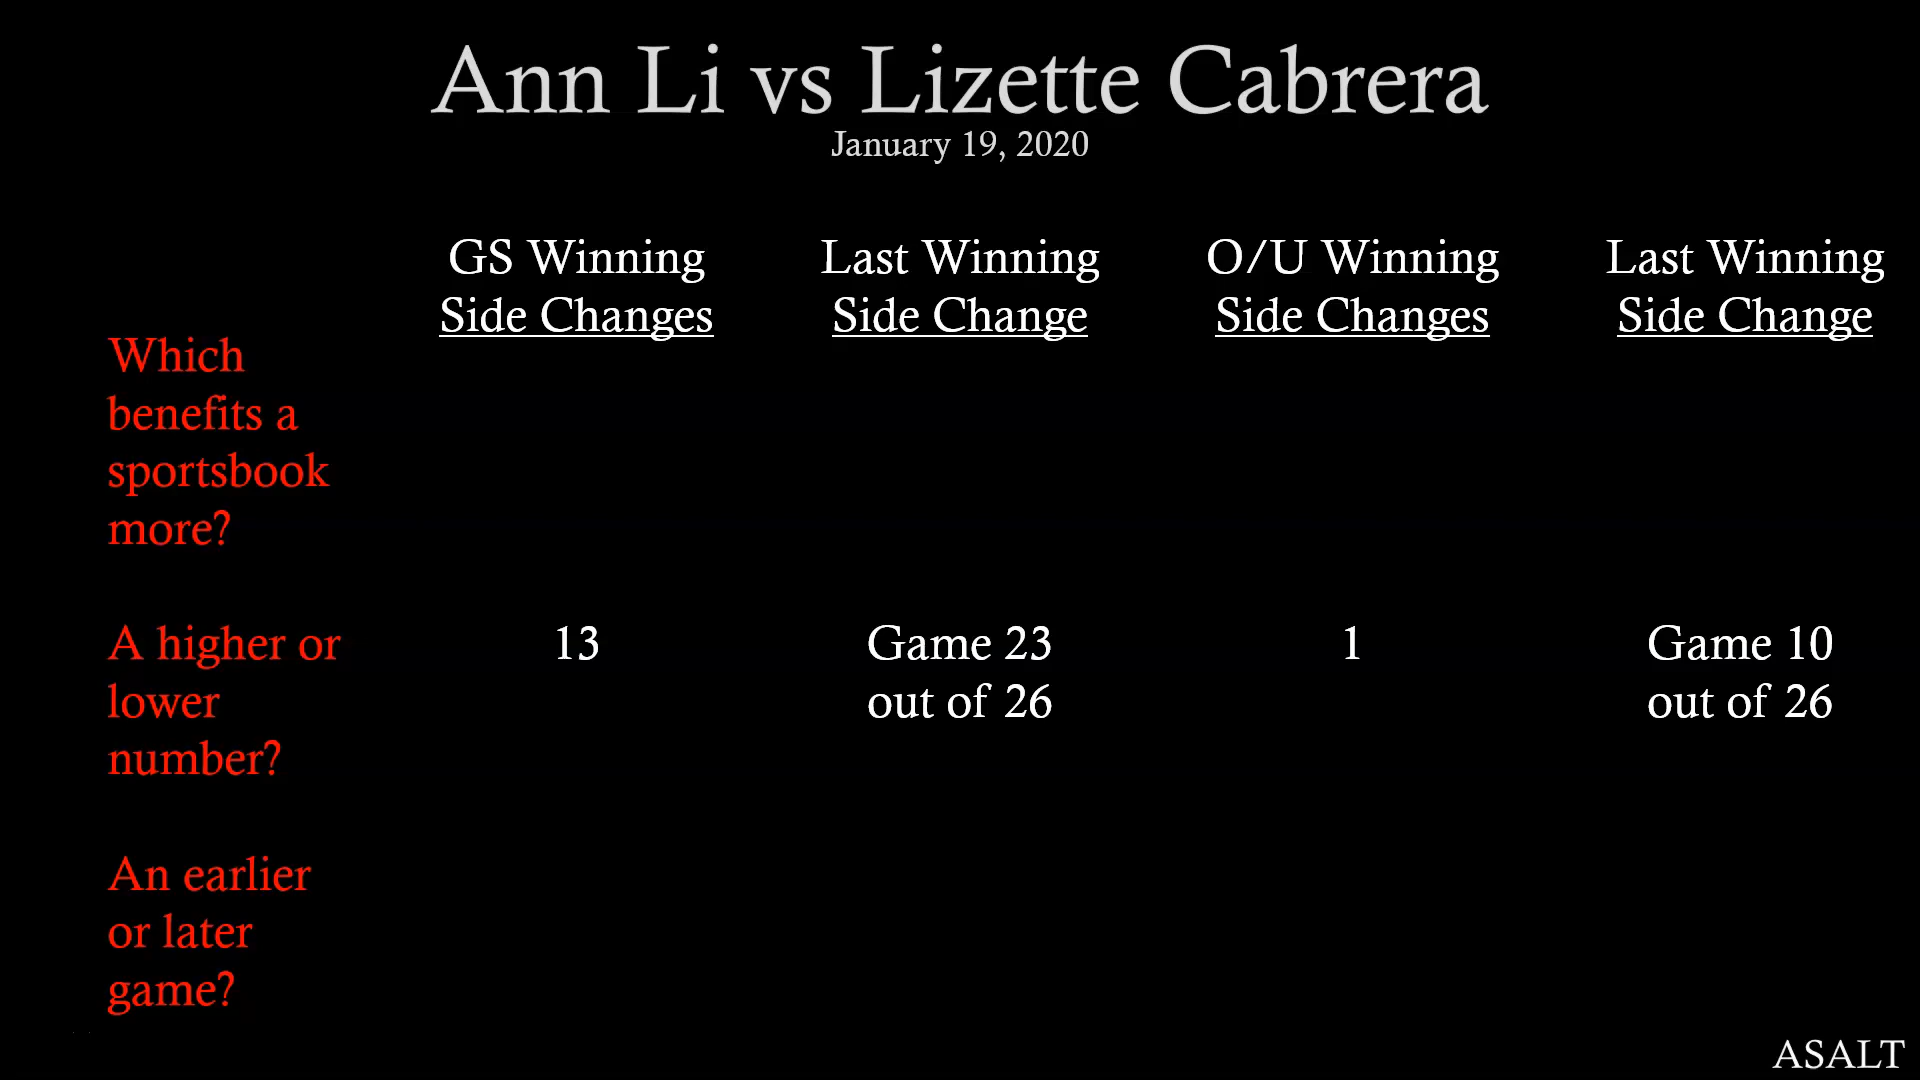 Ann Li vs Lizette Cabrera
January 19, 2020
GS Winning
Side Changes
Last Winning
Side Change
O/U Winning
Side Changes
Last Winning
Side Change
Which
benefits a
sportsbook
more?
A higher or
lower
number?
13
Game 23
out of 26
1
Game 10
out of 26
An earlier
or later
game?
ASALT